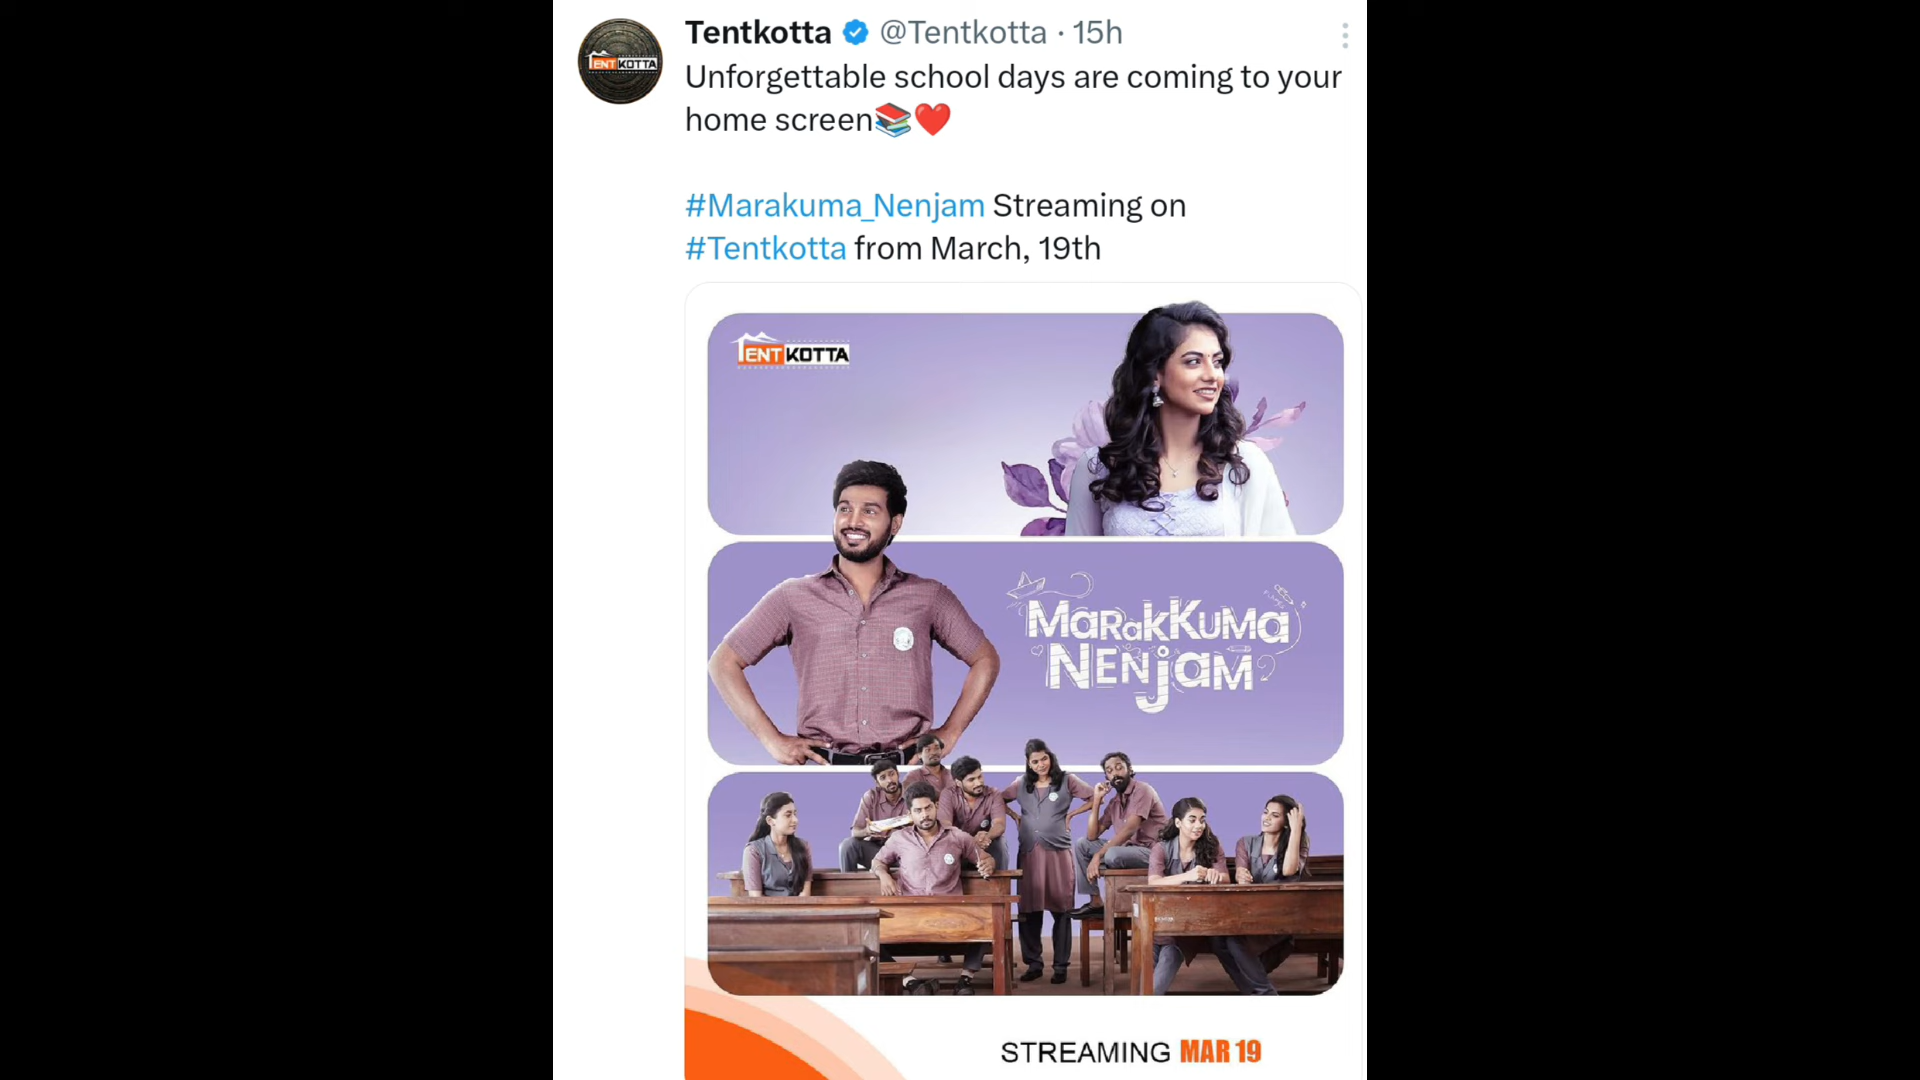 TENTKOTTA
Tentkotta @Tentkotta · 15h
Unforgettable school days are coming to your
home screen📚❤️
#Marakuma_Nenjam Streaming on
#Tentkotta from March, 19th
TENTKOTTA
MaRakKUMa
NENjaM
STREAMING MAR 19